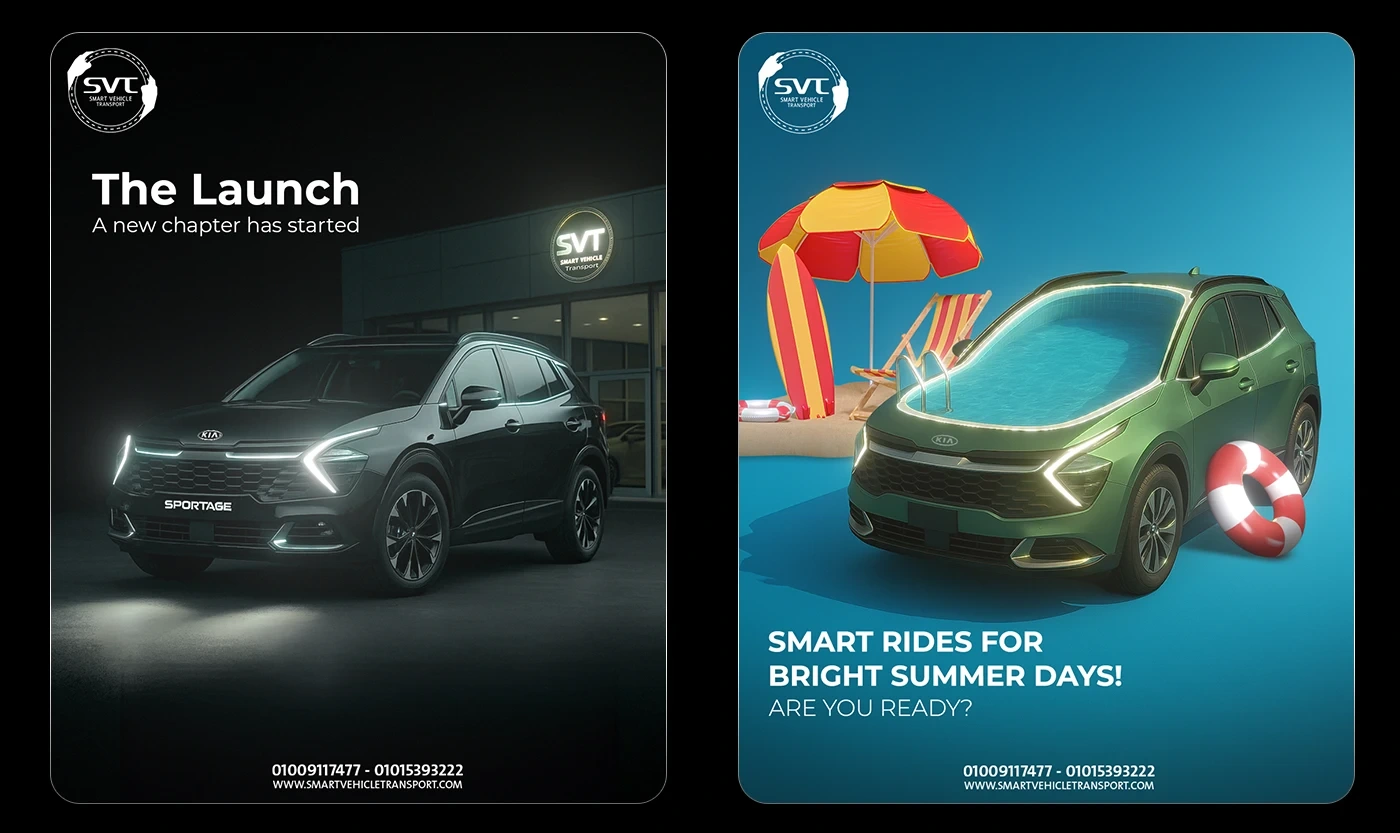 SVT
SMART VEHICLE
TRANSPORT
The Launch
A new chapter has started
SVT
SMART VEHICLE
Transport
KIA
SPORTAGE
01009117477 - 01015393222
WWW.SMARTVEHICLETRANSPORT.COM
SVT
SMART VEHICLE
TRANSPORT
KIA
SMART RIDES FOR
BRIGHT SUMMER DAYS!
ARE YOU READY?
01009117477 - 01015393222
WWW.SMARTVEHICLETRANSPORT.COM